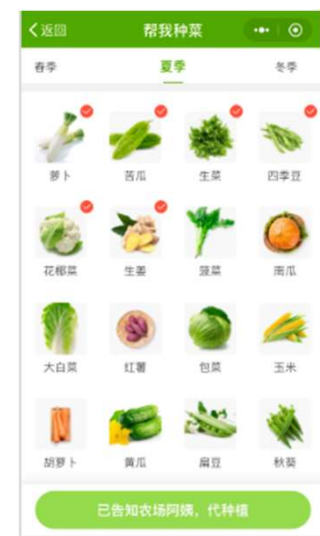 返回 帮我种菜
春季 夏季 冬季
萝卜 苦瓜 生菜 四季豆
花椰菜 生姜 菠菜 南瓜
大白菜 红薯 包菜 玉米
胡萝卜 黄瓜 扁豆 秋葵
已告知农场阿姨，代种植